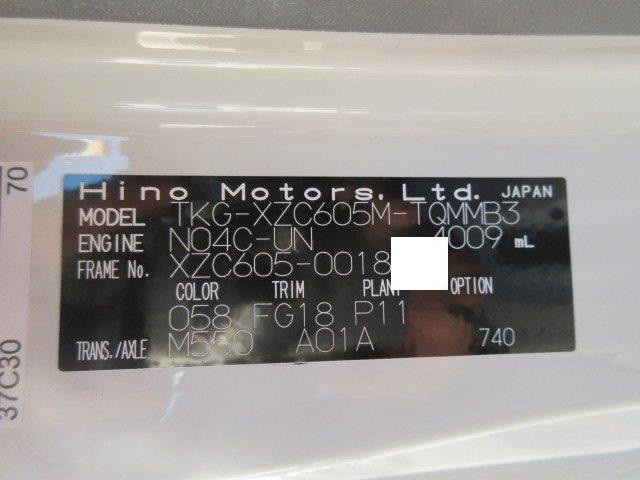 Hino Motors, Ltd. JAPAN
MODEL TKG-XZC605M-TQMMB3
ENGINE N04C-UN 4009 mL
FRAME No. XZC605-0018
COLOR TRIM PLANT OPTION
058 FG18 P11
TRANS./AXLE M550 A01A 740
70
37C30